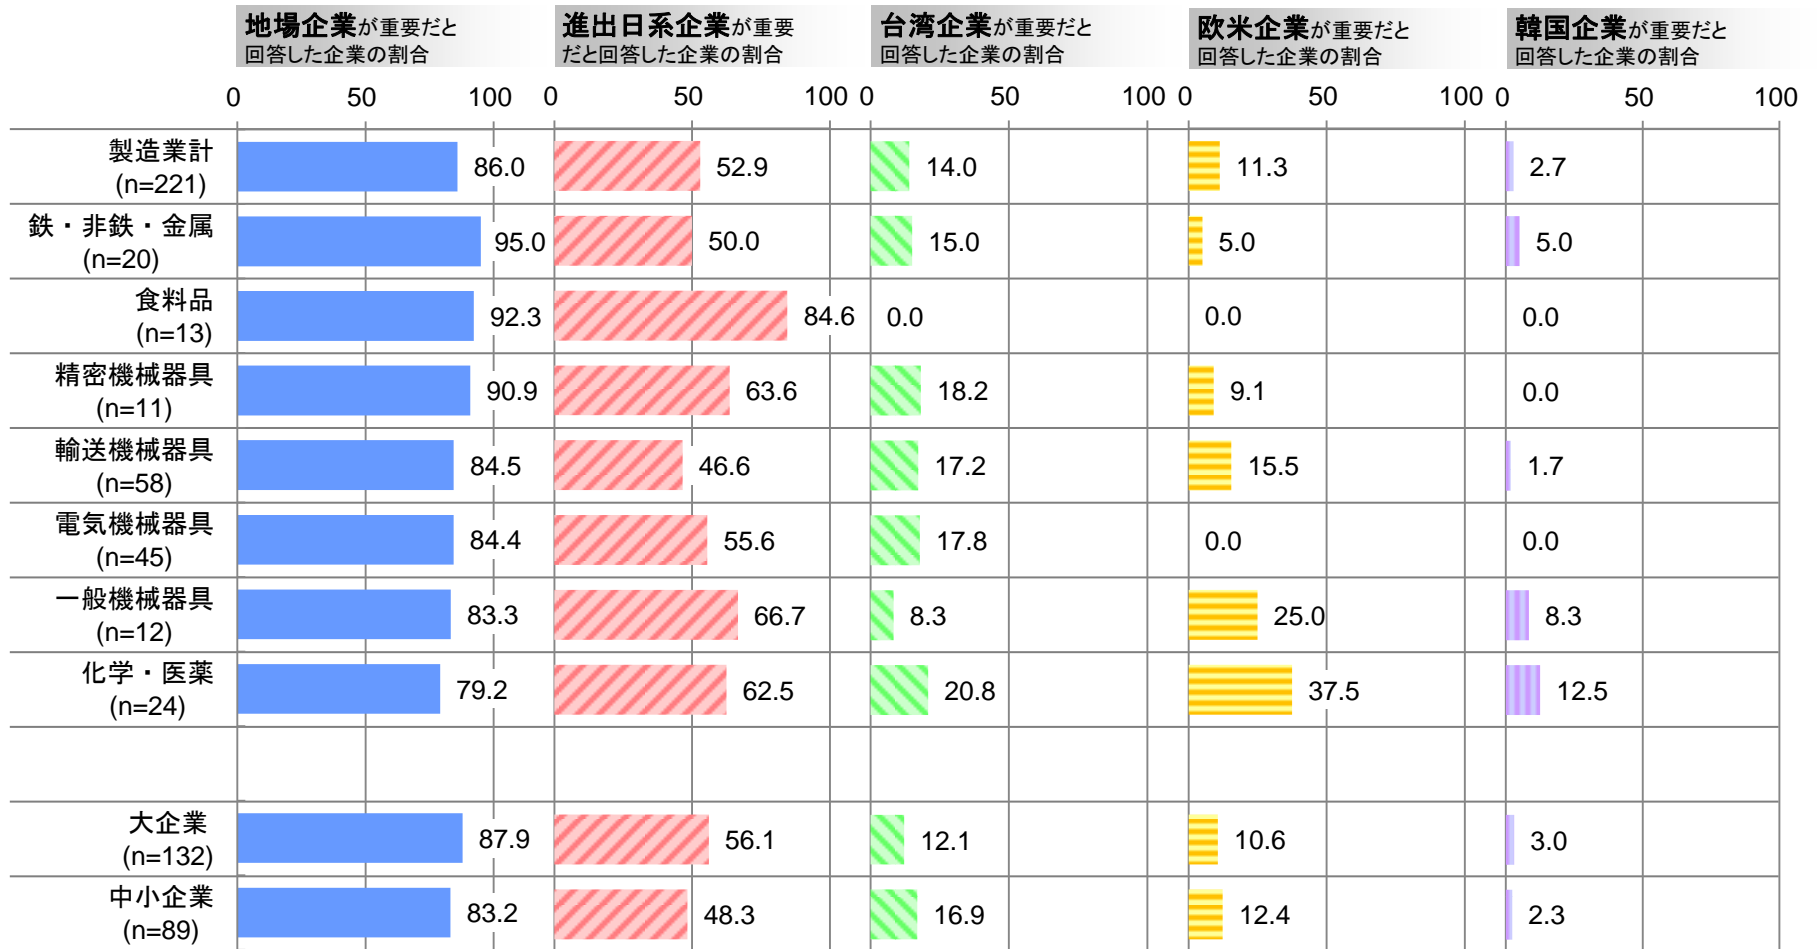 地場企業が重要だと
回答した企業の割合
進出日系企業が重要
だと回答した企業の割合
台湾企業が重要だと
回答した企業の割合
欧米企業が重要だと
回答した企業の割合
韓国企業が重要だと
回答した企業の割合
0 50 100 0 50 100 0 50 100 0 50 100 0 50 100
製造業計
(n=221)
86.0 52.9 14.0 11.3 2.7
鉄・非鉄・金属
(n=20)
95.0 50.0 15.0 5.0 5.0
食料品
(n=13)
92.3 84.6 0.0 0.0 0.0
精密機械器具
(n=11)
90.9 63.6 18.2 9.1 0.0
輸送機械器具
(n=58)
84.5 46.6 17.2 15.5 1.7
電気機械器具
(n=45)
84.4 55.6 17.8 0.0 0.0
一般機械器具
(n=12)
83.3 66.7 8.3 25.0 8.3
化学・医薬
(n=24)
79.2 62.5 20.8 37.5 12.5
大企業
(n=132)
87.9 56.1 12.1 10.6 3.0
中小企業
(n=89)
83.2 48.3 16.9 12.4 2.3